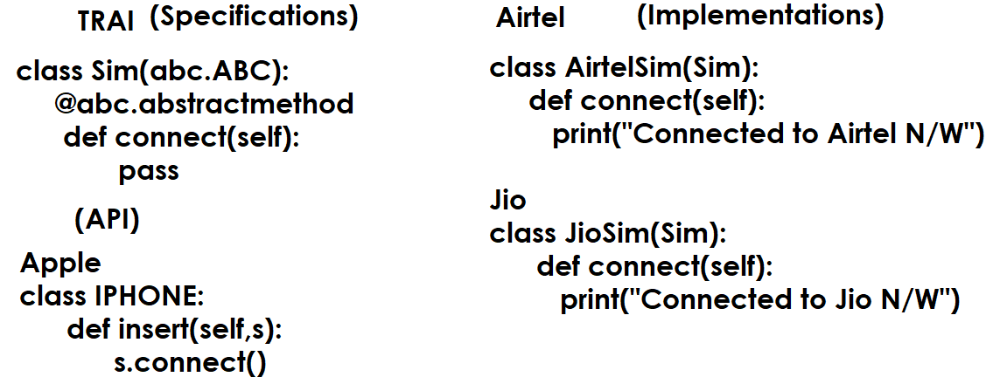 TRAI (Specifications)
class Sim(abc.ABC):
@abc.abstractmethod
def connect(self):
pass
(API)
Apple
class IPHONE:
def insert(self,s):
s.connect()
Airtel (Implementations)
class AirtelSim(Sim):
def connect(self):
print("Connected to Airtel N/W")
Jio
class JioSim(Sim):
def connect(self):
print("Connected to Jio N/W")